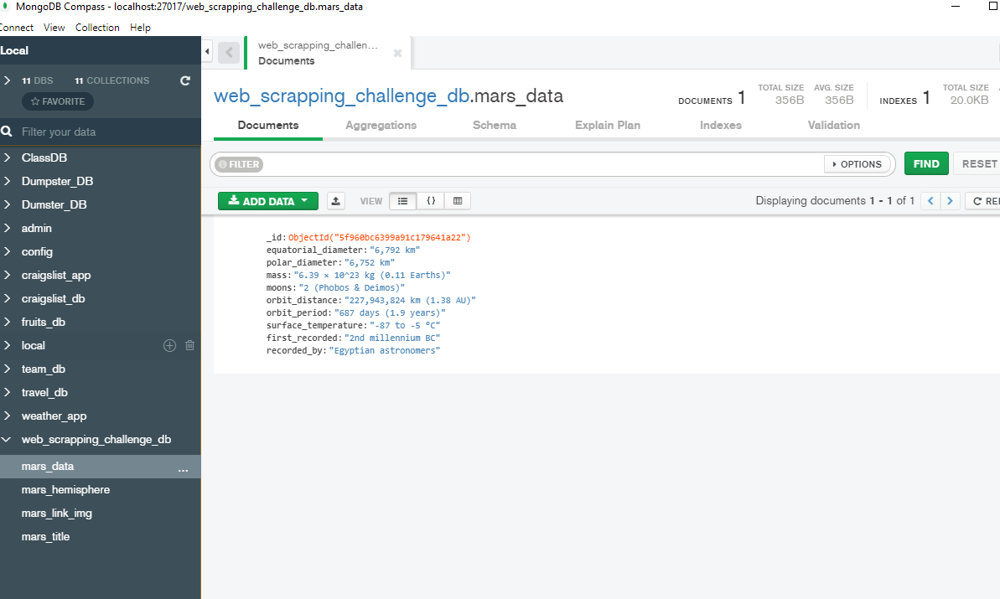 MongoDB Compass - localhost:27017/web_scrapping_challenge_db.mars_data
Connect View Collection Help
Local
11 DBS 11 COLLECTIONS
FAVORITE
Filter your data
ClassDB
Dumpster_DB
Dumster_DB
admin
config
craigslist_app
craigslist_db
fruits_db
local
team_db
travel_db
weather_app
web_scrapping_challenge_db
mars_data ...
mars_hemisphere
mars_link_img
mars_title
web_scrapping_challen...
Documents
web_scrapping_challenge_db.mars_data
DOCUMENTS 1 TOTAL SIZE 356B AVG. SIZE 356B INDEXES 1 TOTAL SIZE 20.0KB
Documents Aggregations Schema Explain Plan Indexes Validation
FILTER OPTIONS FIND RESET
ADD DATA VIEW {} Displaying documents 1 - 1 of 1 REF
_id: ObjectId("5f960bc6399a91c179641a22")
equatorial_diameter: "6,792 km"
polar_diameter: "6,752 km"
mass: "6.39 × 10^23 kg (0.11 Earths)"
moons: "2 (Phobos & Deimos)"
orbit_distance: "227,943,824 km (1.38 AU)"
orbit_period: "687 days (1.9 years)"
surface_temperature: "-87 to -5 °C"
first_recorded: "2nd millennium BC"
recorded_by: "Egyptian astronomers"